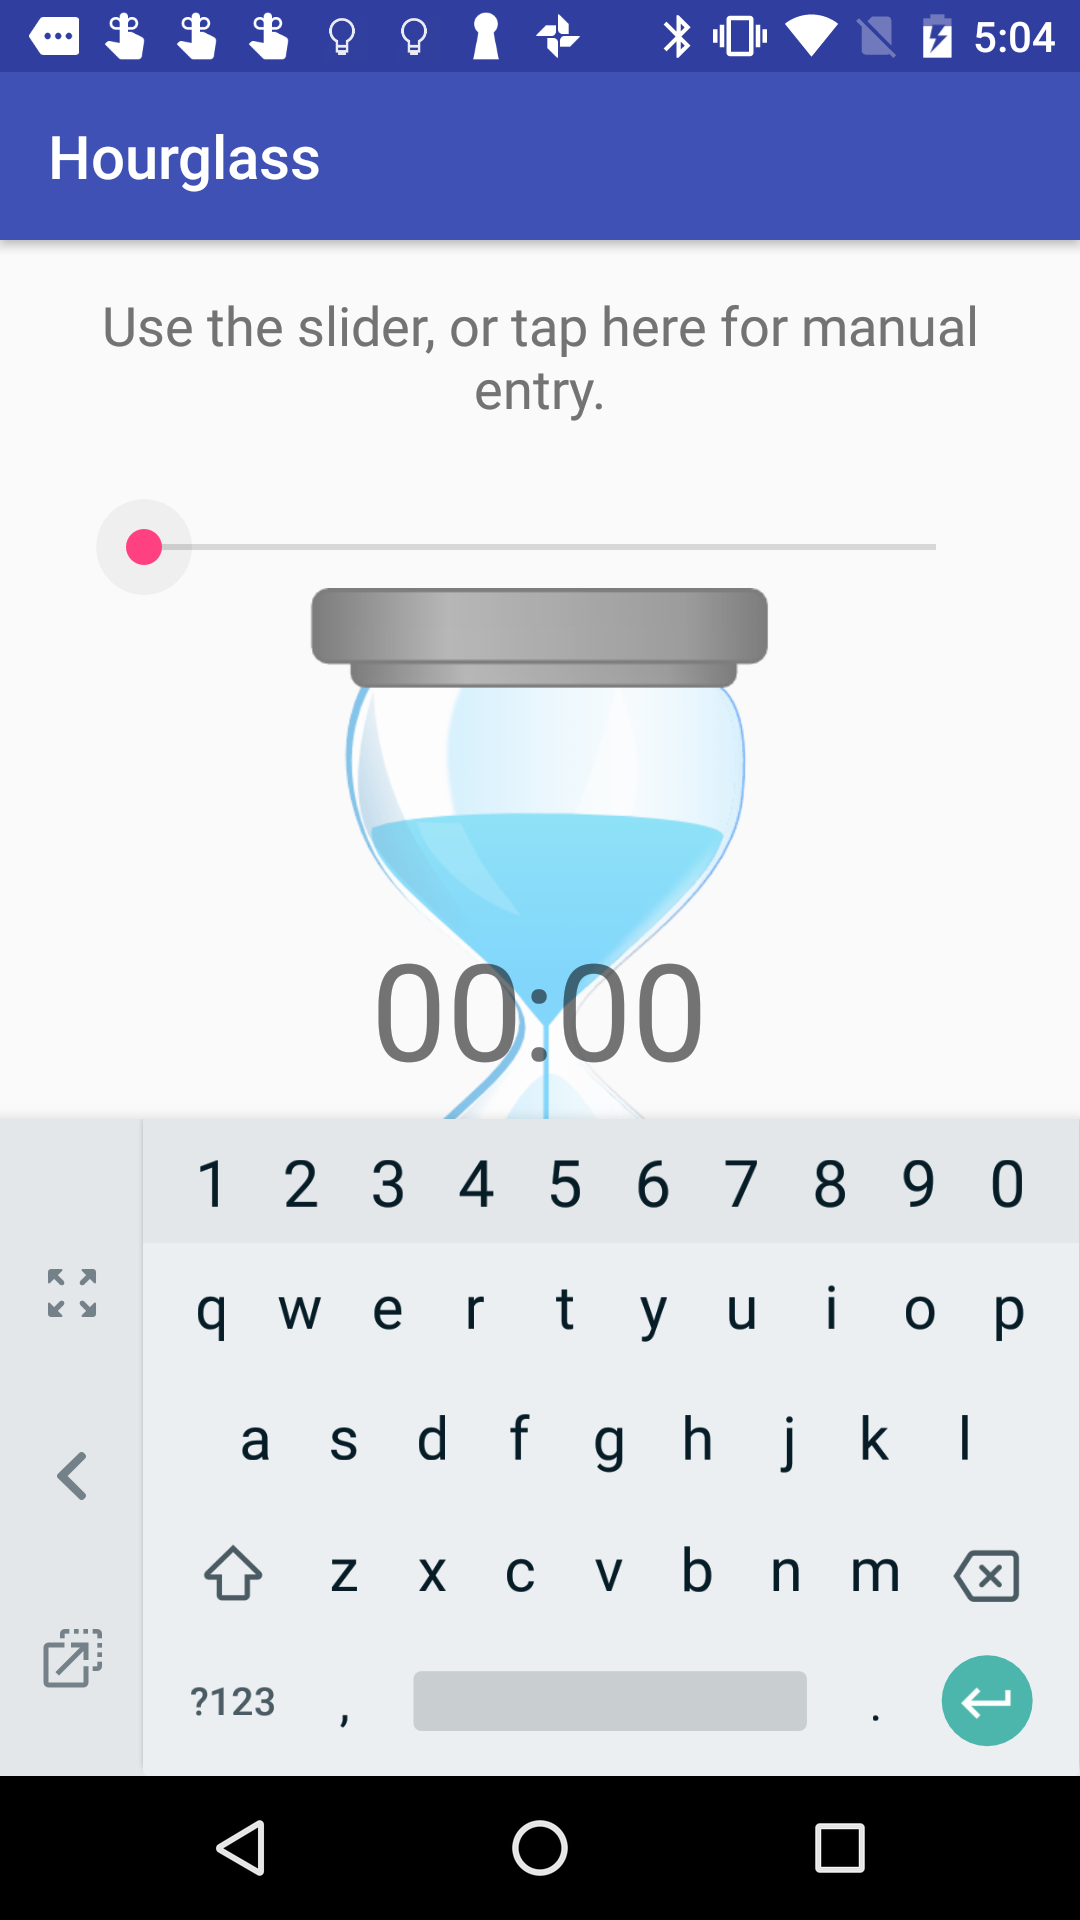 5:04
Hourglass
Use the slider, or tap here for manual
entry.
00:00
1 2 3 4 5 6 7 8 9 0
q w e r t y u i o p
a s d f g h j k l
z x c v b n m
?123 , .